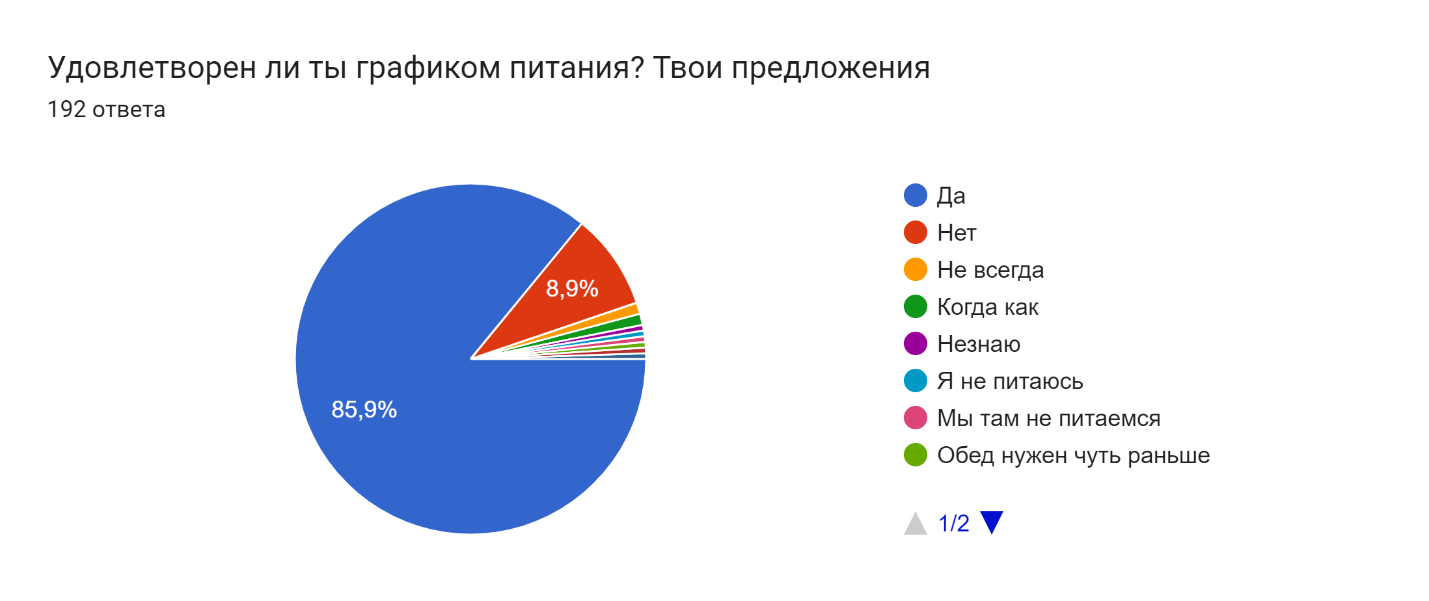 Удовлетворен ли ты графиком питания? Твои предложения
192 ответа
8,9%
85,9%
Да
Нет
Не всегда
Когда как
Незнаю
Я не питаюсь
Мы там не питаемся
Обед нужен чуть раньше
1/2